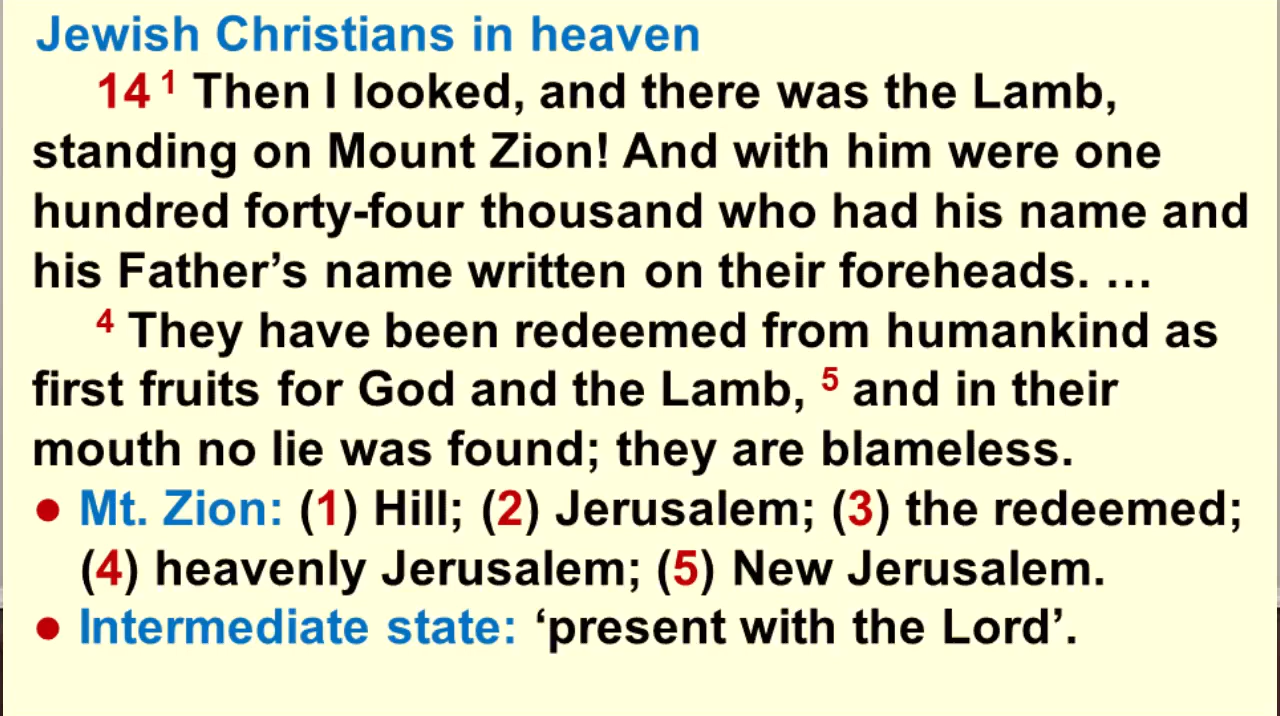 Jewish Christians in heaven
14 1 Then I looked, and there was the Lamb,
standing on Mount Zion! And with him were one
hundred forty-four thousand who had his name and
his Father’s name written on their foreheads. …
4 They have been redeemed from humankind as
first fruits for God and the Lamb, 5 and in their
mouth no lie was found; they are blameless.
● Mt. Zion: (1) Hill; (2) Jerusalem; (3) the redeemed;
(4) heavenly Jerusalem; (5) New Jerusalem.
● Intermediate state: ‘present with the Lord’.